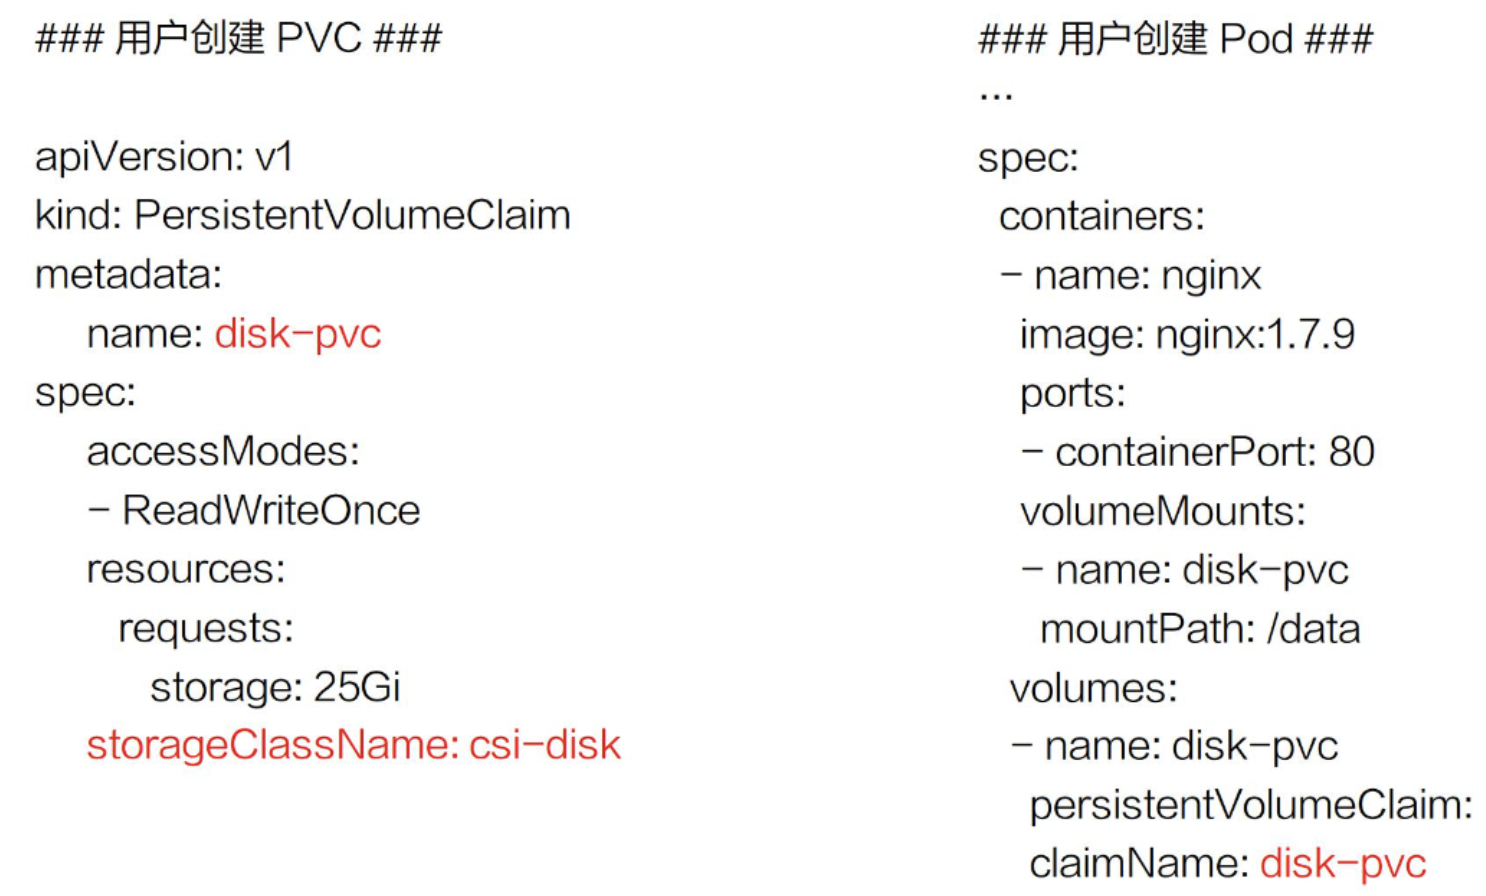 ### 用户创建 PVC ###
apiVersion: v1
kind: PersistentVolumeClaim
metadata:
name: disk-pvc
spec:
accessModes:
- ReadWriteOnce
resources:
requests:
storage: 25Gi
storageClassName: csi-disk
### 用户创建 Pod ###
...
spec:
containers:
- name: nginx
image: nginx:1.7.9
ports:
- containerPort: 80
volumeMounts:
- name: disk-pvc
mountPath: /data
volumes:
- name: disk-pvc
persistentVolumeClaim:
claimName: disk-pvc